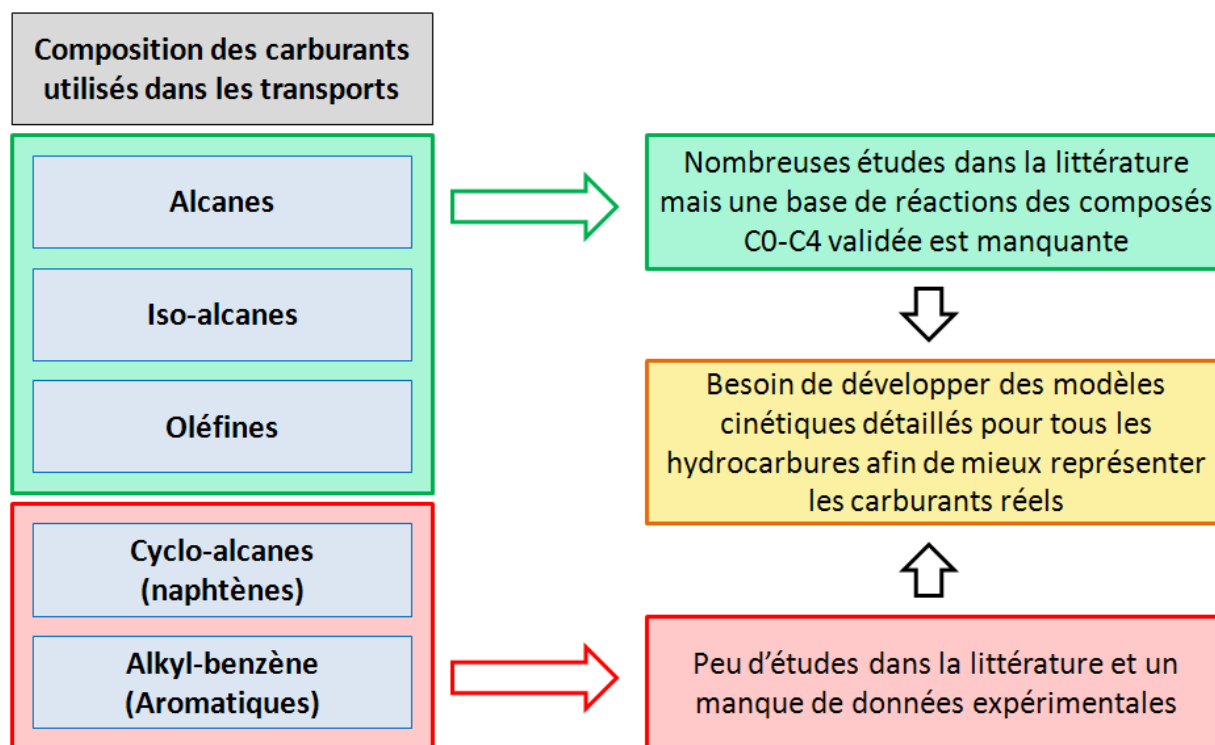 Composition des carburants
utilisés dans les transports
Alcanes
Iso-alcanes
Oléfines
Cyclo-alcanes
(naphtènes)
Alkyl-benzène
(Aromatiques)
Nombreuses études dans la littérature
mais une base de réactions des composés
C0-C4 validée est manquante
Besoin de développer des modèles
cinétiques détaillés pour tous les
hydrocarbures afin de mieux représenter
les carburants réels
Peu d’études dans la littérature et un
manque de données expérimentales